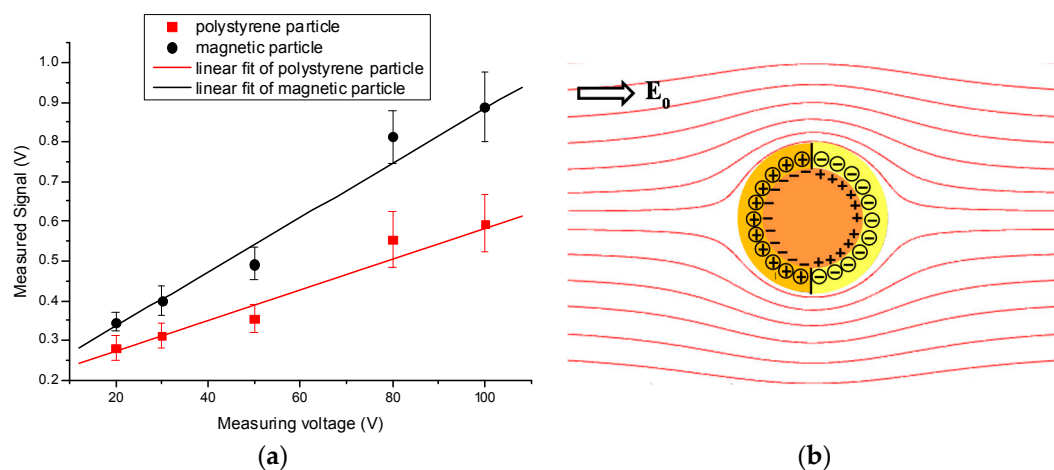 polystyrene particle
magnetic particle
linear fit of polystyrene particle
linear fit of magnetic particle
1.0
0.9
0.8
0.7
0.6
0.5
0.4
0.3
0.2
Measured Signal (V)
20
40
60
80
100
Measuring voltage (V)
(a)
E0
(b)